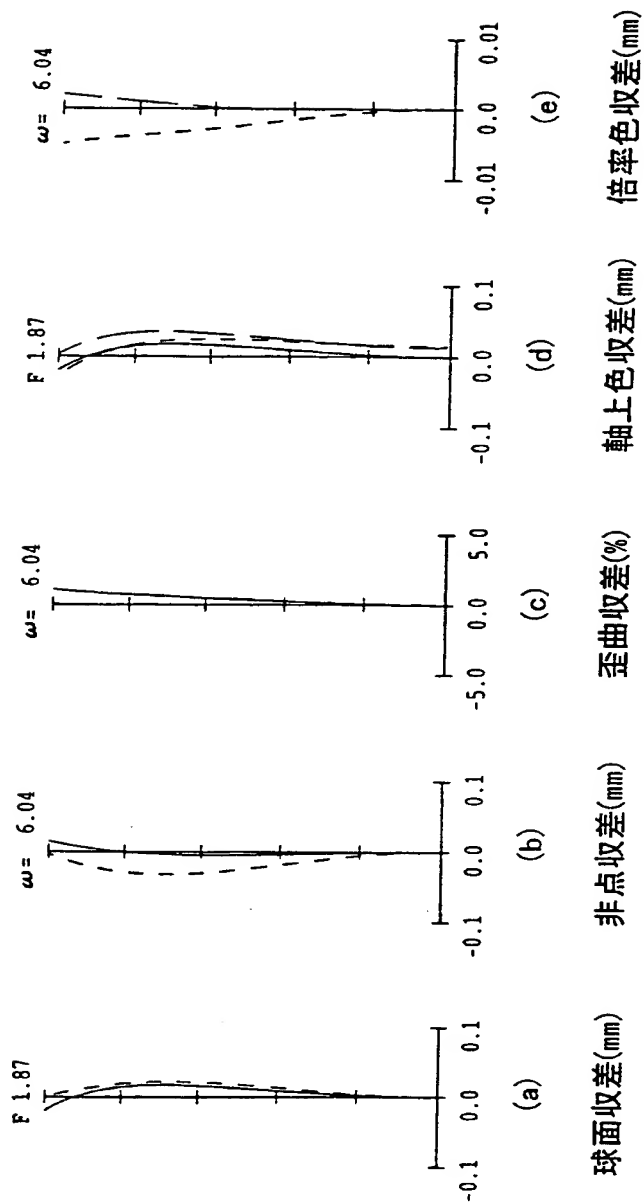 F 1.87
-0.1 0.0 0.1
(a)
球面収差(mm)
ω= 6.04
-0.1 0.0 0.1
(b)
非点収差(mm)
ω= 6.04
-5.0 0.0 5.0
(c)
歪曲収差(%)
F 1.87
-0.1 0.0 0.1
(d)
軸上色収差(mm)
ω= 6.04
-0.01 0.0 0.01
(e)
倍率色収差(mm)